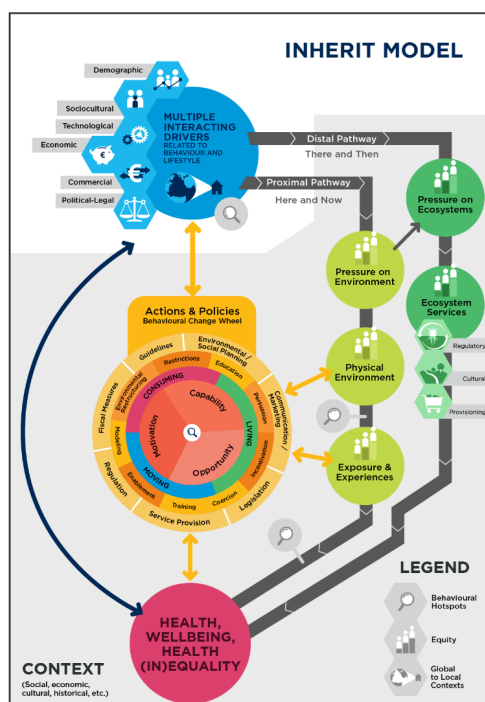 INHERIT MODEL
Demographic
Sociocultural
Technological
Economic
Commercial
Political-Legal
MULTIPLE
INTERACTING
DRIVERS
RELATED TO
BEHAVIOUR AND
LIFESTYLE
Distal Pathway
There and Then
Proximal Pathway
Here and Now
Pressure on
Ecosystems
Pressure on
Environment
Ecosystem
Services
Regulatory
Cultural
Provisioning
Physical
Environment
Exposure &
Experiences
Actions & Policies
Behavioural Change Wheel
Guidelines
Environmental /
Social Planning
Communication /
Marketing
Legislation
Service Provision
Regulation
Fiscal Measures
Restrictions
Education
Persuasion
Incentivisation
Coercion
Training
Enablement
Modeling
Environmental
Restructuring
CONSUMING
LIVING
MOVING
Capability
Opportunity
Motivation
HEALTH,
WELLBEING,
HEALTH
(IN)EQUALITY
CONTEXT
(Social, economic,
cultural, historical, etc.)
LEGEND
Behavioural
Hotspots
Equity
Global
to Local
Contexts